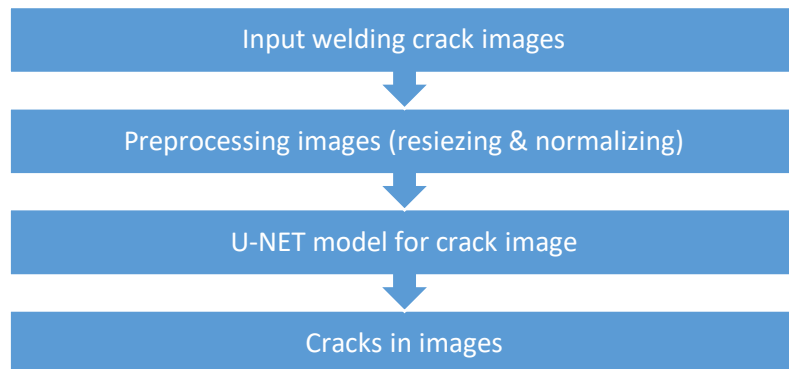 Input welding crack images
Preprocessing images (resiezing & normalizing)
U-NET model for crack image
Cracks in images